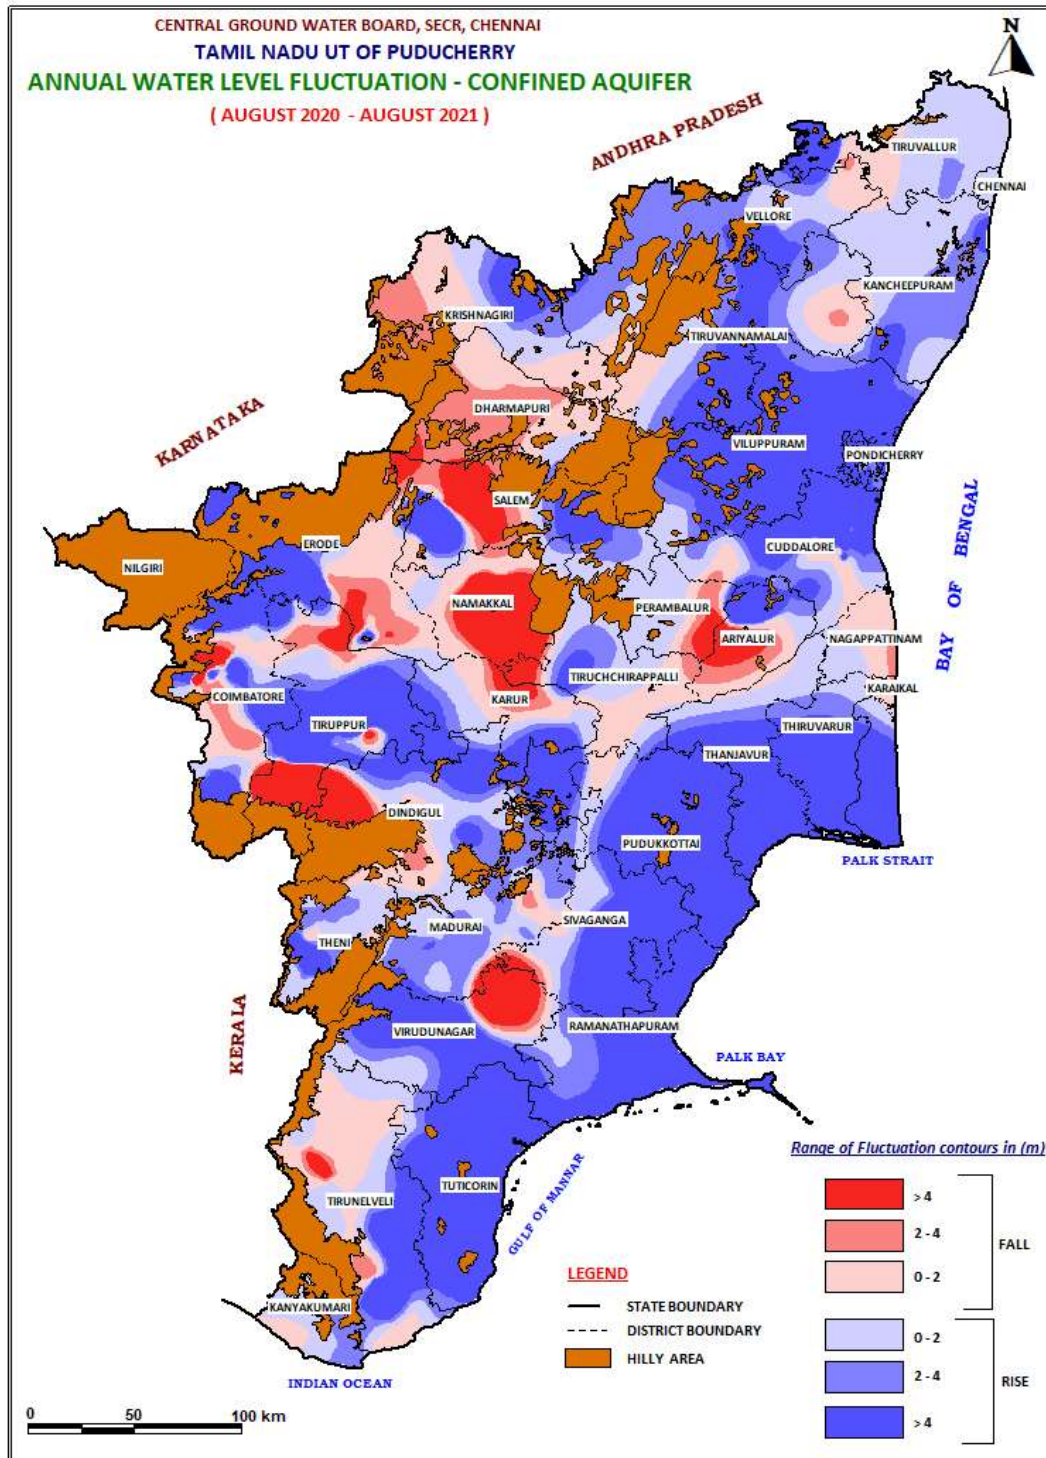 CENTRAL GROUND WATER BOARD, SECR, CHENNAI
TAMIL NADU UT OF PUDUCHERRY
ANNUAL WATER LEVEL FLUCTUATION - CONFINED AQUIFER
( AUGUST 2020 - AUGUST 2021 )
N
ANDHRA PRADESH
TIRUVALLUR
CHENNAI
VELLORE
KANCHEEPURAM
KRISHNAGIRI
TIRUVANNAMALAI
KARNATAKA
DHARMAPURI
VILUPPURAM
PONDICHERRY
SALEM
BAY OF BENGAL
ERODE
CUDDALORE
NILGIRI
NAMAKKAL
PERAMBALUR
ARIYALUR
NAGAPPATTINAM
TIRUCHCHIRAPPALLI
KARAIKAL
COIMBATORE
KARUR
TIRUPPUR
THIRUVARUR
THANJAVUR
DINDIGUL
PUDUKKOTTAI
PALK STRAIT
SIVAGANGA
MADURAI
THENI
KERALA
VIRUDUNAGAR
RAMANATHAPURAM
PALK BAY
TUTICORIN
TIRUNELVELI
GULF OF MANNAR
KANYAKUMARI
INDIAN OCEAN
0 50 100 km
LEGEND
STATE BOUNDARY
DISTRICT BOUNDARY
HILLY AREA
Range of Fluctuation contours in (m)
> 4
2 - 4
0 - 2
FALL
0 - 2
2 - 4
> 4
RISE